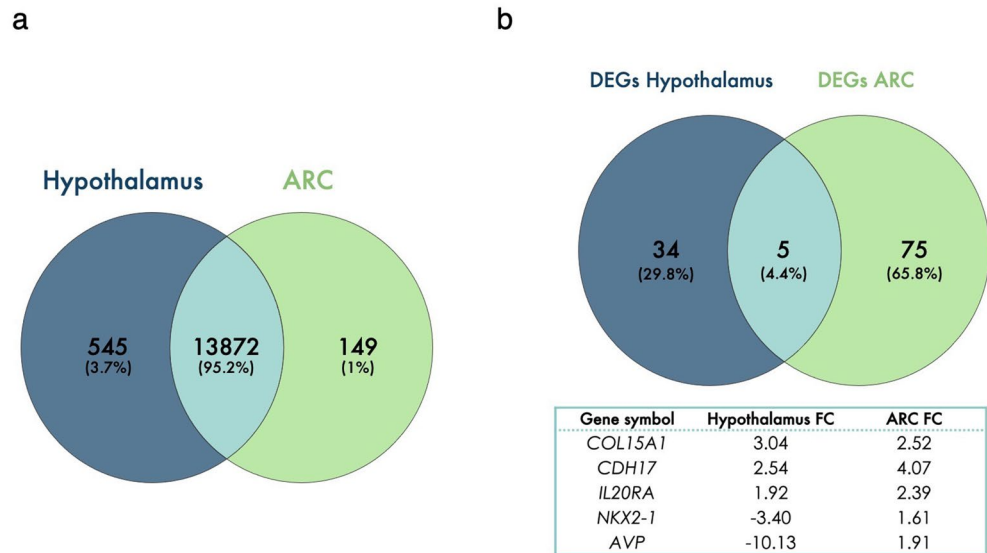 a
Hypothalamus ARC
545 13872 149
(3.7%) (95.2%) (1%)
b
DEGs Hypothalamus DEGs ARC
34 5 75
(29.8%) (4.4%) (65.8%)
Gene symbol Hypothalamus FC ARC FC
COL15A1 3.04 2.52
CDH17 2.54 4.07
IL20RA 1.92 2.39
NKX2-1 -3.40 1.61
AVP -10.13 1.91